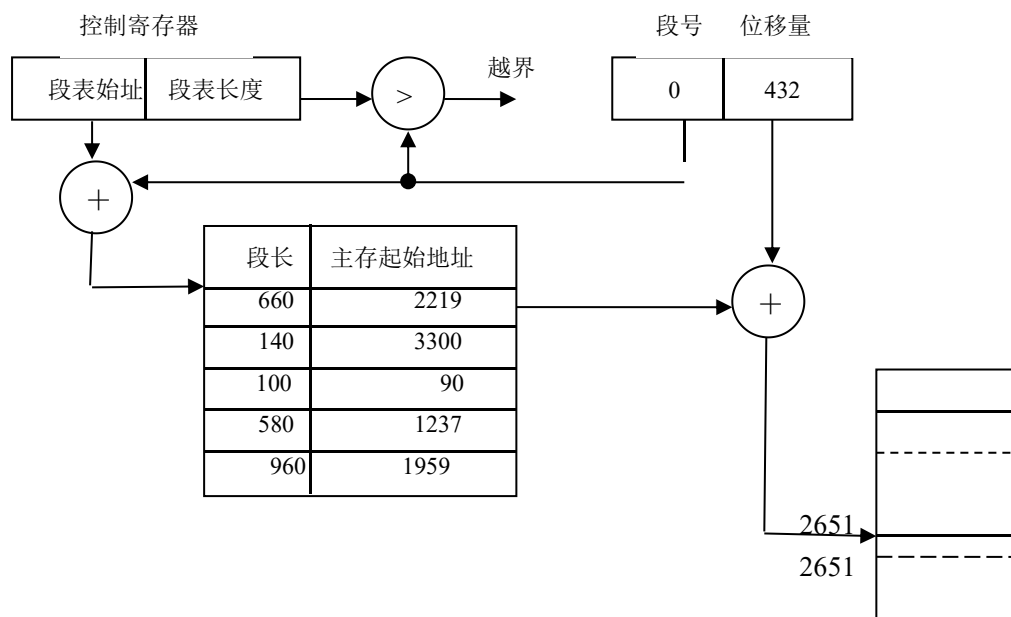 控制寄存器
段号 位移量
段表始址 段表长度
>
越界
0 432
+
段长 主存起始地址
660 2219
140 3300
100 90
580 1237
960 1959
+
2651
2651